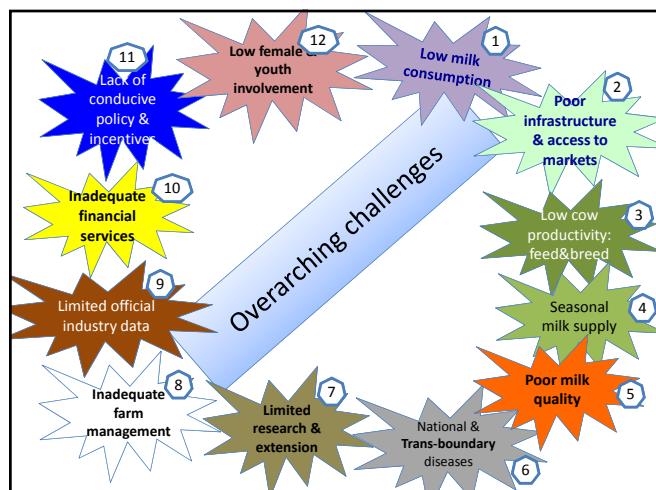 1
Low milk
consumption
2
Poor
infrastructure
& access to
markets
3
Low cow
productivity:
feed&breed
4
Seasonal
milk supply
5
Poor milk
quality
6
National &
Trans-boundary
diseases
7
Limited
research &
extension
8
Inadequate
farm
management
9
Limited official
industry data
10
Inadequate
financial
services
11
Lack of
conducive
policy &
incentives
12
Low female &
youth
involvement
Overarching challenges